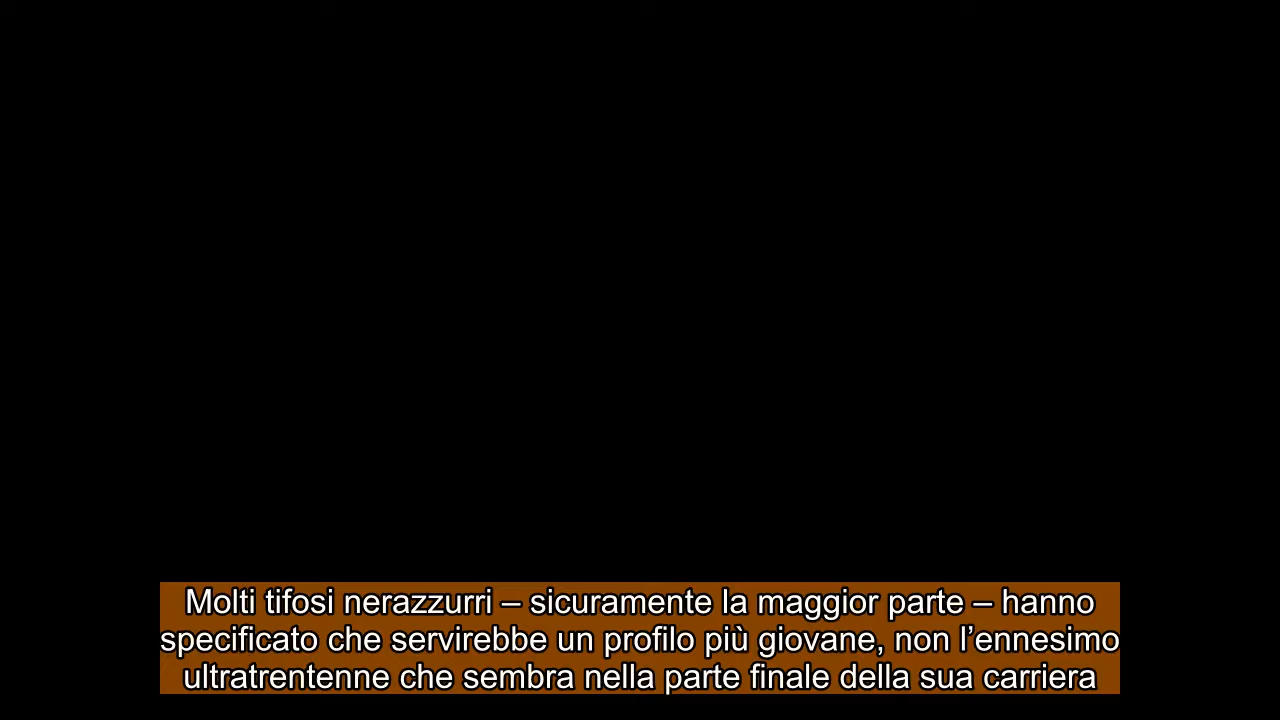 Molti tifosi nerazzurri – sicuramente la maggior parte – hanno
specificato che servirebbe un profilo più giovane, non l’ennesimo
ultratrentenne che sembra nella parte finale della sua carriera